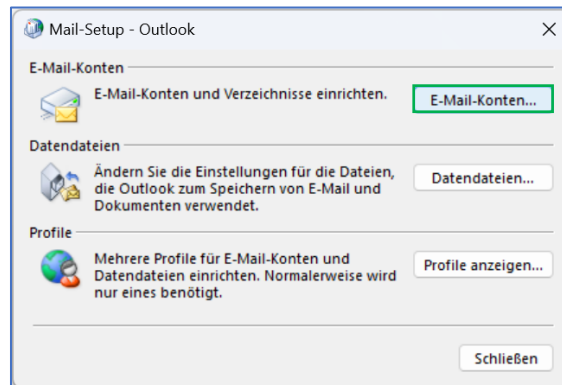 Mail-Setup - Outlook
E-Mail-Konten
E-Mail-Konten und Verzeichnisse einrichten.
E-Mail-Konten...
Datendateien
Ändern Sie die Einstellungen für die Dateien,
die Outlook zum Speichern von E-Mail und
Dokumenten verwendet.
Datendateien...
Profile
Mehrere Profile für E-Mail-Konten und
Datendateien einrichten. Normalerweise wird
nur eines benötigt.
Profile anzeigen...
Schließen